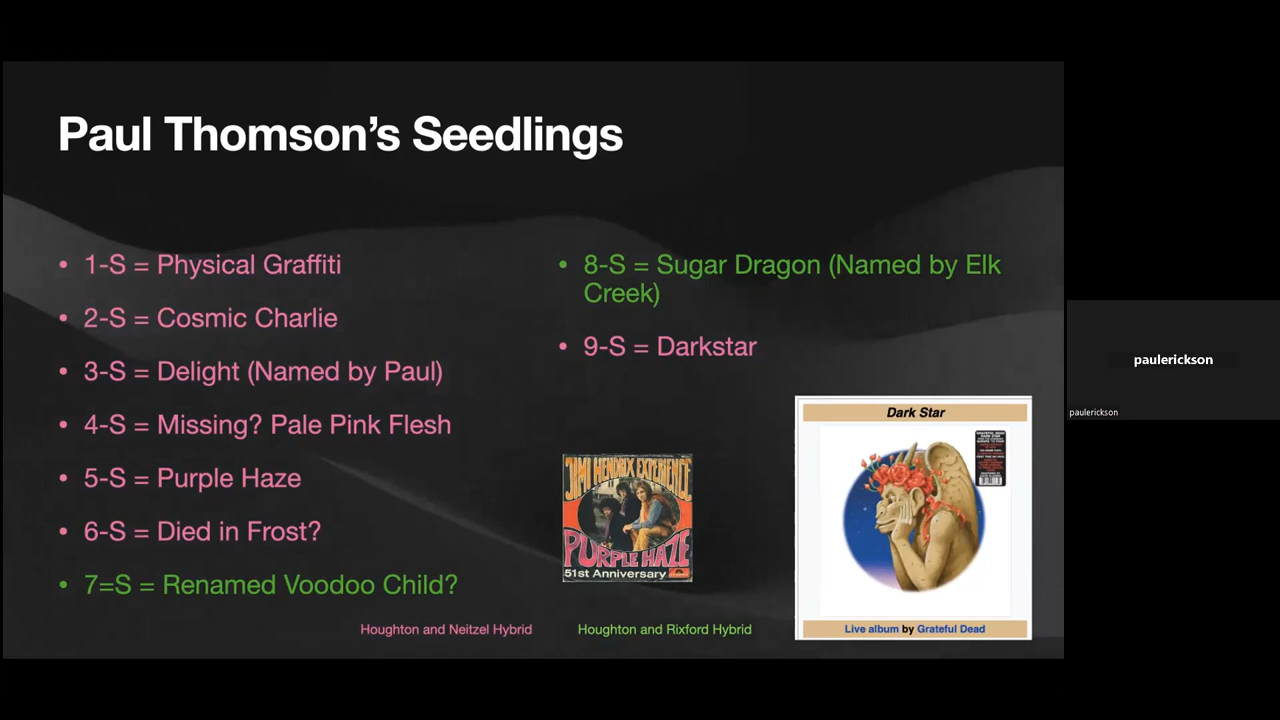 Paul Thomson's Seedlings
• 1-S = Physical Graffiti
• 2-S = Cosmic Charlie
• 3-S = Delight (Named by Paul)
• 4-S = Missing? Pale Pink Flesh
• 5-S = Purple Haze
• 6-S = Died in Frost?
• 7=S = Renamed Voodoo Child?
• 8-S = Sugar Dragon (Named by Elk
Creek)
• 9-S = Darkstar
JIMI HENDRIX EXPERIENCE
PURPLE HAZE
51st Anniversary
Dark Star
Live album by Grateful Dead
Houghton and Neitzel Hybrid
Houghton and Rixford Hybrid
paulerickson
paulerickson